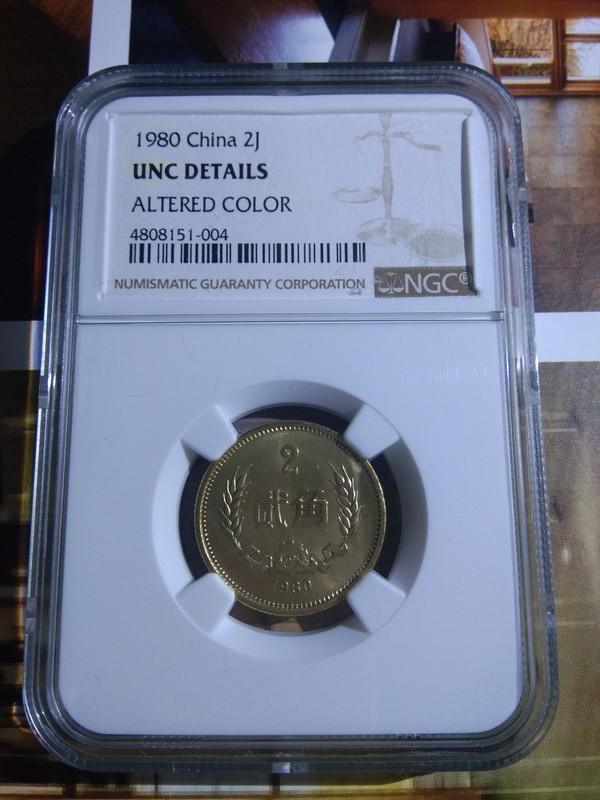 1980 China 2J
UNC DETAILS
ALTERED COLOR
4808151-004
NUMISMATIC GUARANTY CORPORATION
NGC®
2
贰角
1980